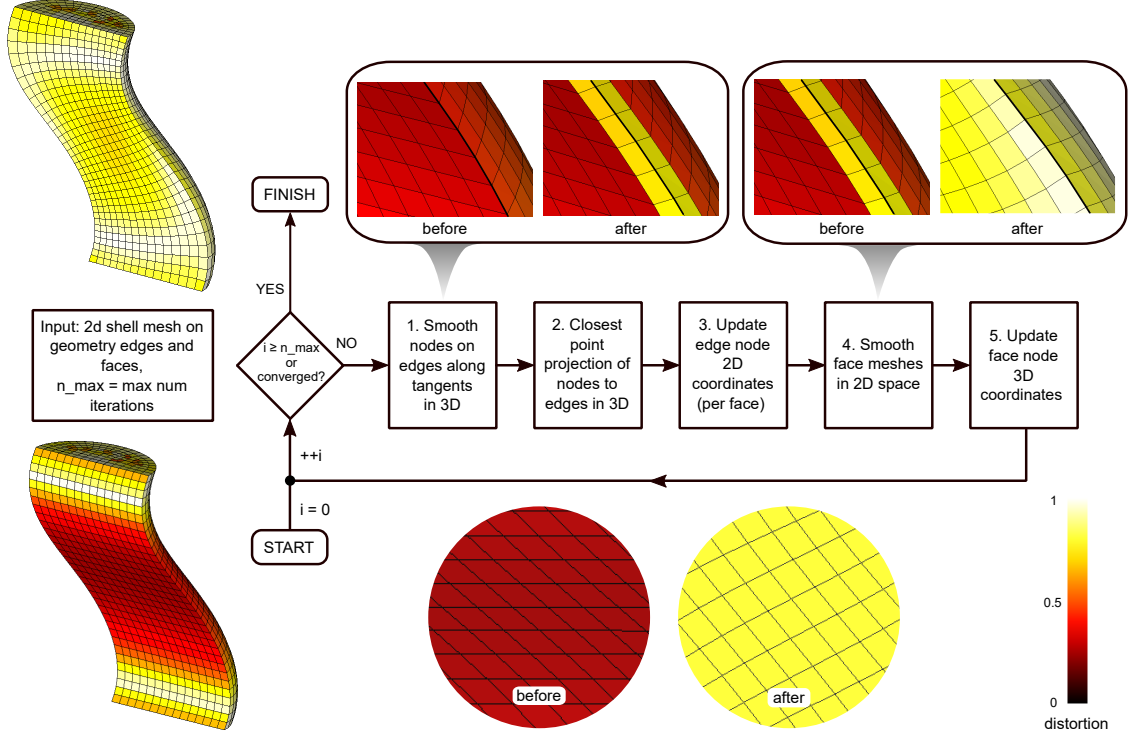 before
after
before
after
FINISH
YES
Input: 2d shell mesh on
geometry edges and
faces,
n_max = max num
iterations
i ≥ n_max
or
converged?
NO
1. Smooth
nodes on
edges along
tangents
in 3D
2. Closest
point
projection of
nodes to
edges in 3D
3. Update
edge node
2D
coordinates
(per face)
4. Smooth
face meshes
in 2D space
5. Update
face node
3D
coordinates
++i
i = 0
START
before
after
1
0.5
0
distortion